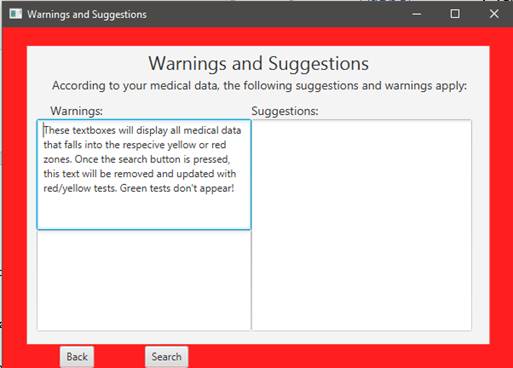 Warnings and Suggestions
Warnings and Suggestions
According to your medical data, the following suggestions and warnings apply:
Warnings:
Suggestions:
These textboxes will display all medical data
that falls into the respecive yellow or red
zones. Once the search button is pressed,
this text will be removed and updated with
red/yellow tests. Green tests don't appear!
Back
Search